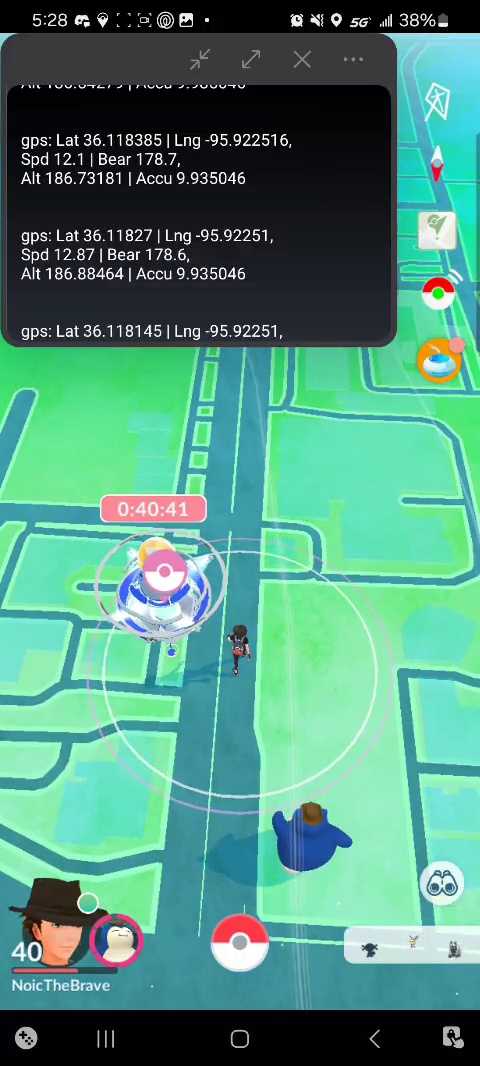 5:28
5G
38%
gps: Lat 36.118385 | Lng -95.922516,
Spd 12.1 | Bear 178.7,
Alt 186.73181 | Accu 9.935046
gps: Lat 36.11827 | Lng -95.92251,
Spd 12.87 | Bear 178.6,
Alt 186.88464 | Accu 9.935046
gps: Lat 36.118145 | Lng -95.92251,
0:40:41
40
NoicTheBrave